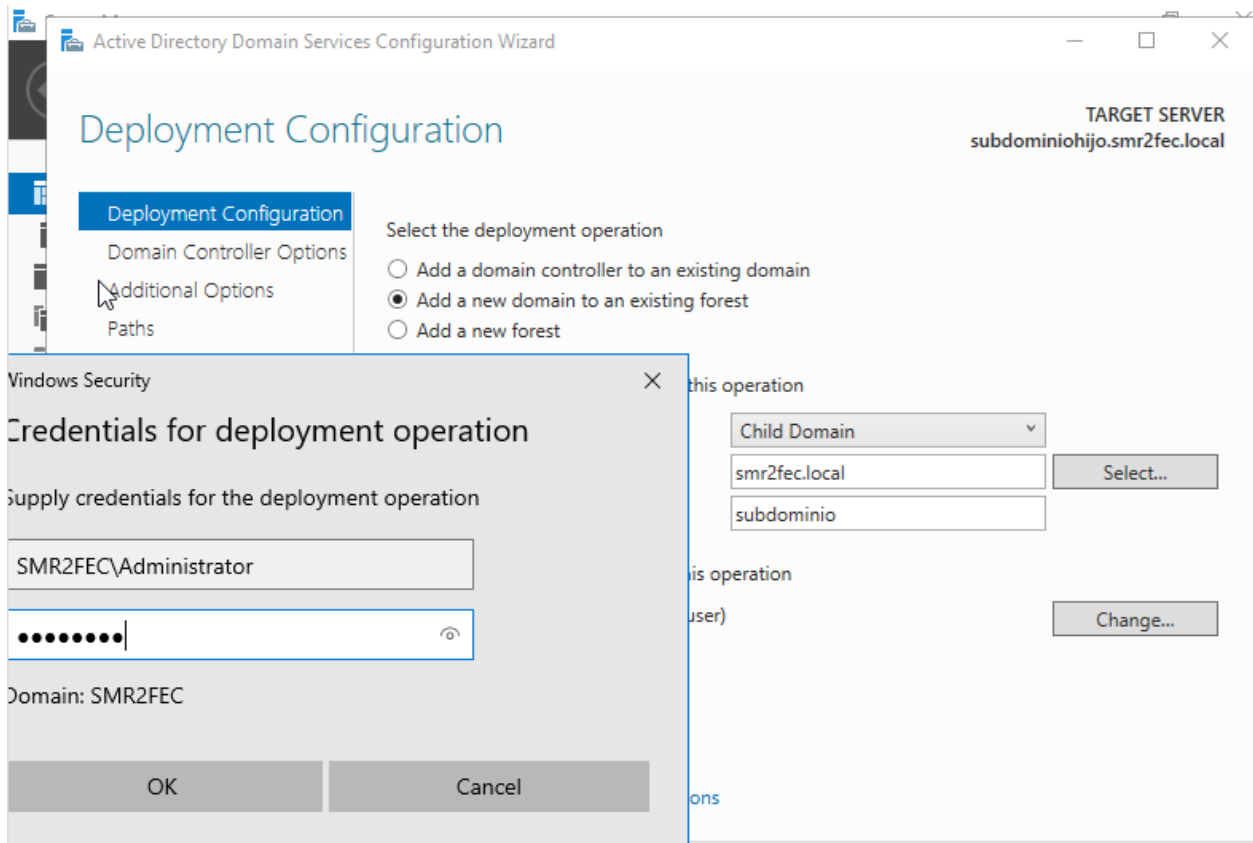 Active Directory Domain Services Configuration Wizard
Deployment Configuration
TARGET SERVER
subdominiohijo.smr2fec.local
Deployment Configuration
Domain Controller Options
Additional Options
Paths
Select the deployment operation
Add a domain controller to an existing domain
Add a new domain to an existing forest
Add a new forest
this operation
Child Domain
smr2fec.local
Select...
subdominio
is operation
user)
Change...
ons
Windows Security
Credentials for deployment operation
Supply credentials for the deployment operation
SMR2FEC\Administrator
••••••••
Domain: SMR2FEC
OK
Cancel